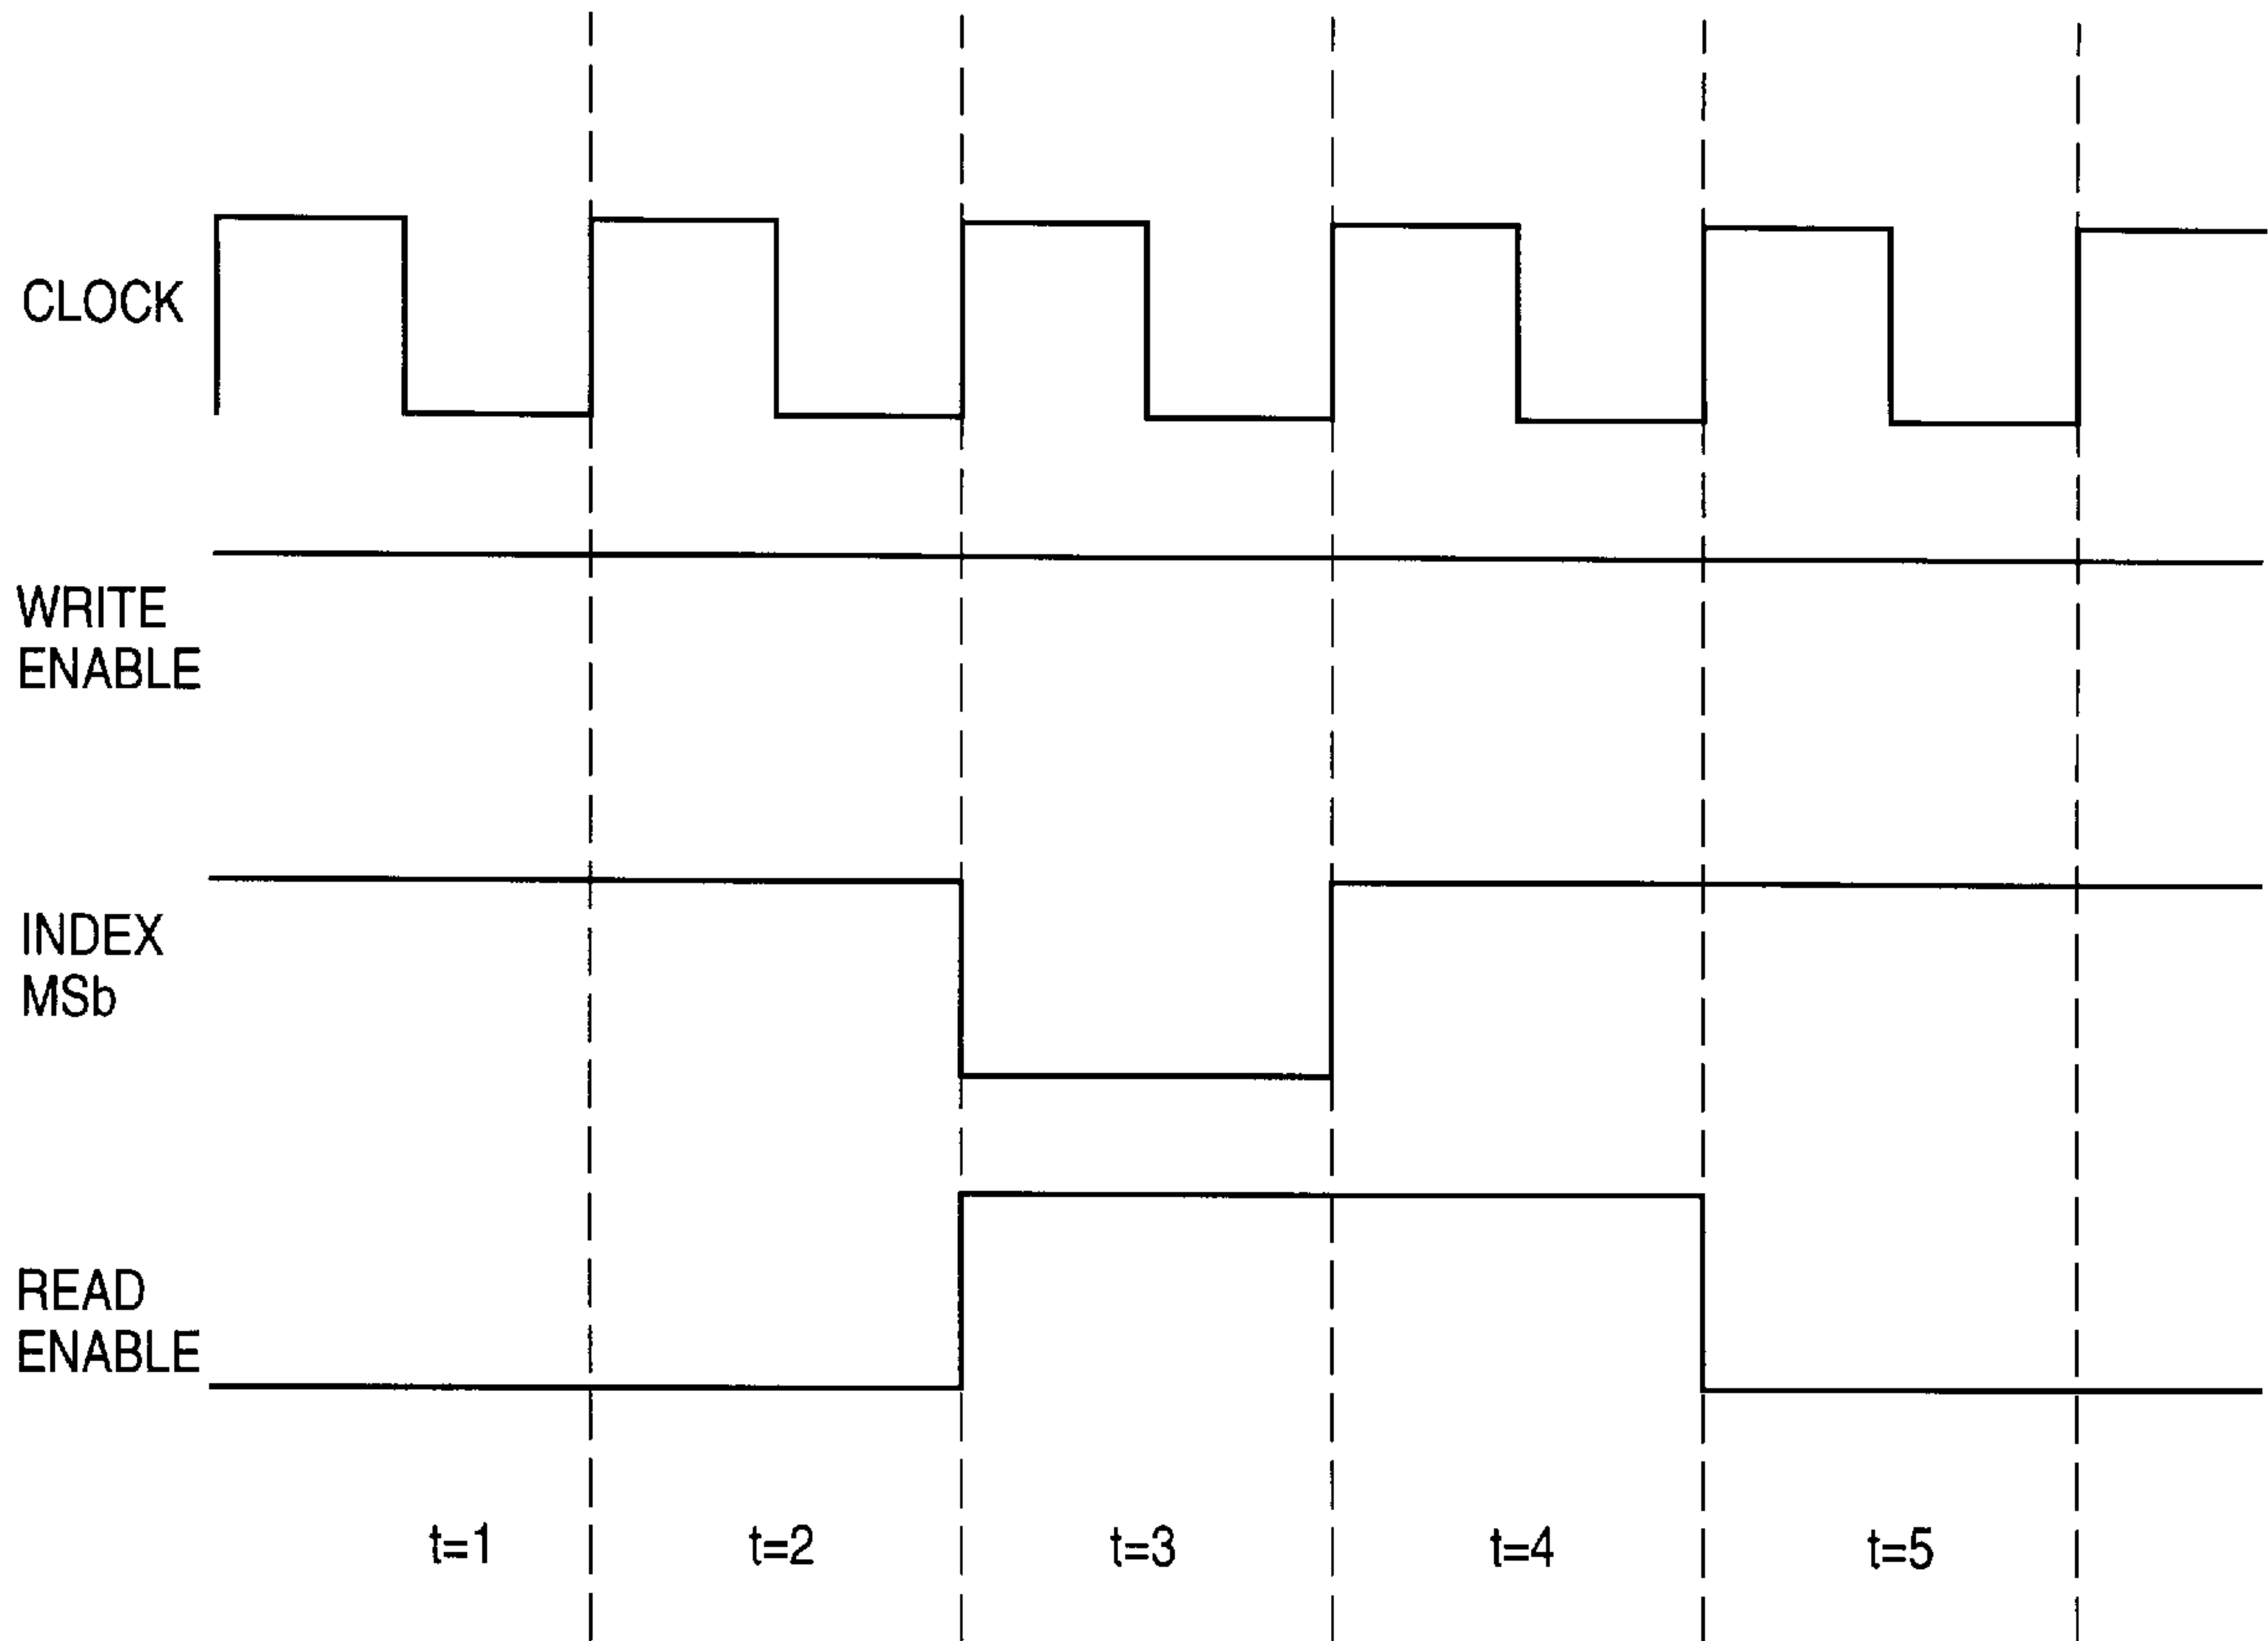 CLOCK
WRITE
ENABLE
INDEX
MSb
READ
ENABLE
t=1 t=2 t=3 t=4 t=5